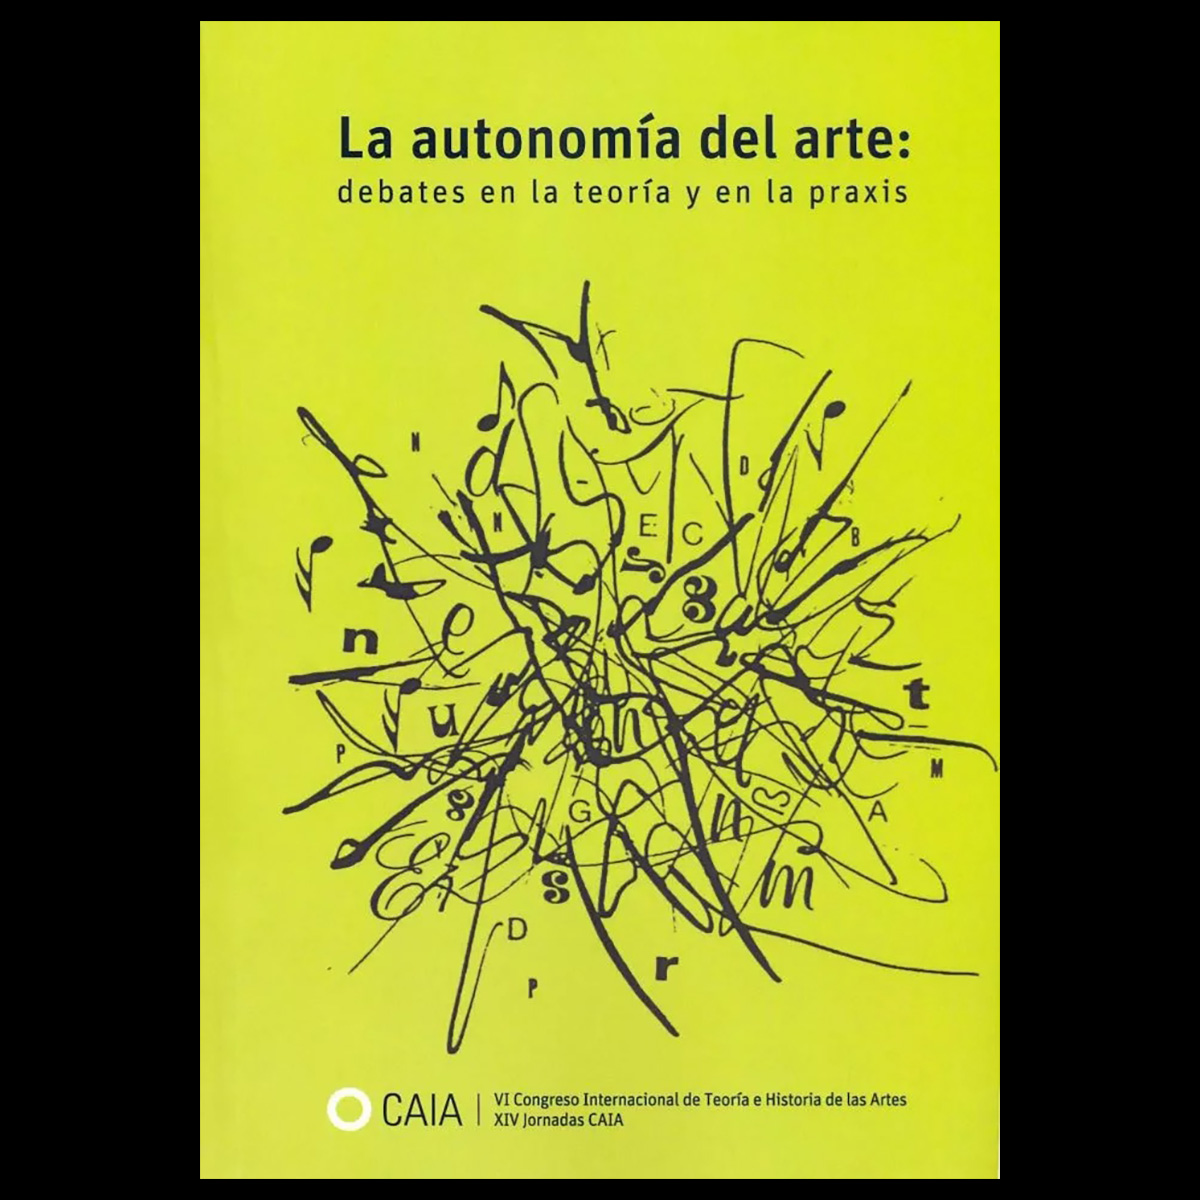 La autonomía del arte:
debates en la teoría y en la praxis
N
D
N
E C
B
n
e
u
t
P
M
G
ß
A
n
s
m
D
P
r
CAIA
VI Congreso Internacional de Teoría e Historia de las Artes
XIV Jornadas CAIA